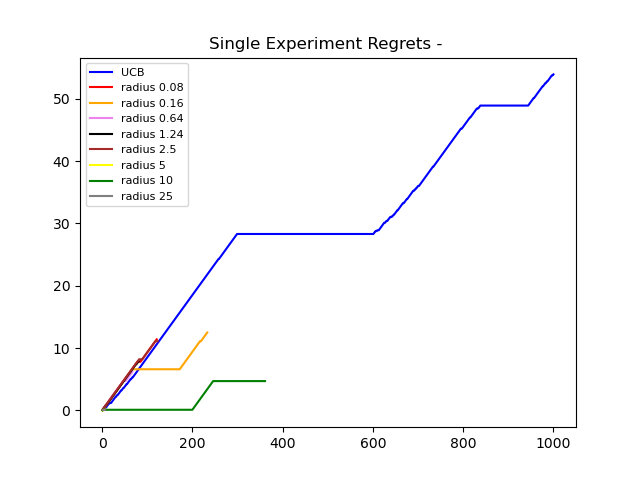 Single Experiment Regrets -
UCB
radius 0.08
radius 0.16
radius 0.64
radius 1.24
radius 2.5
radius 5
radius 10
radius 25
50
40
30
20
10
0
0 200 400 600 800 1000